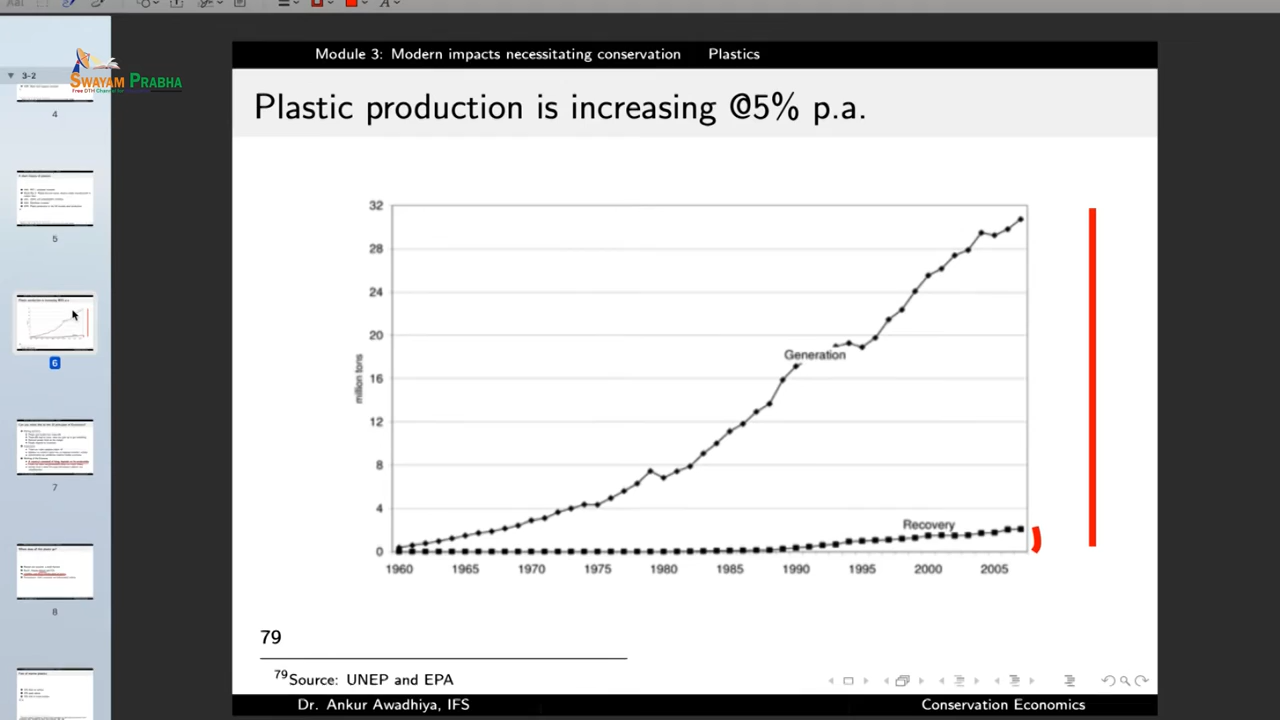 Module 3: Modern impacts necessitating conservation Plastics
3-2
SWAYAM PRABHA
Plastic production is increasing @5% p.a.
4
5
6
7
8
32
28
24
20
16
12
8
4
0
million tons
Generation
Recovery
1960 1965 1970 1975 1980 1985 1990 1995 2000 2005
79
79Source: UNEP and EPA
Dr. Ankur Awadhiya, IFS Conservation Economics